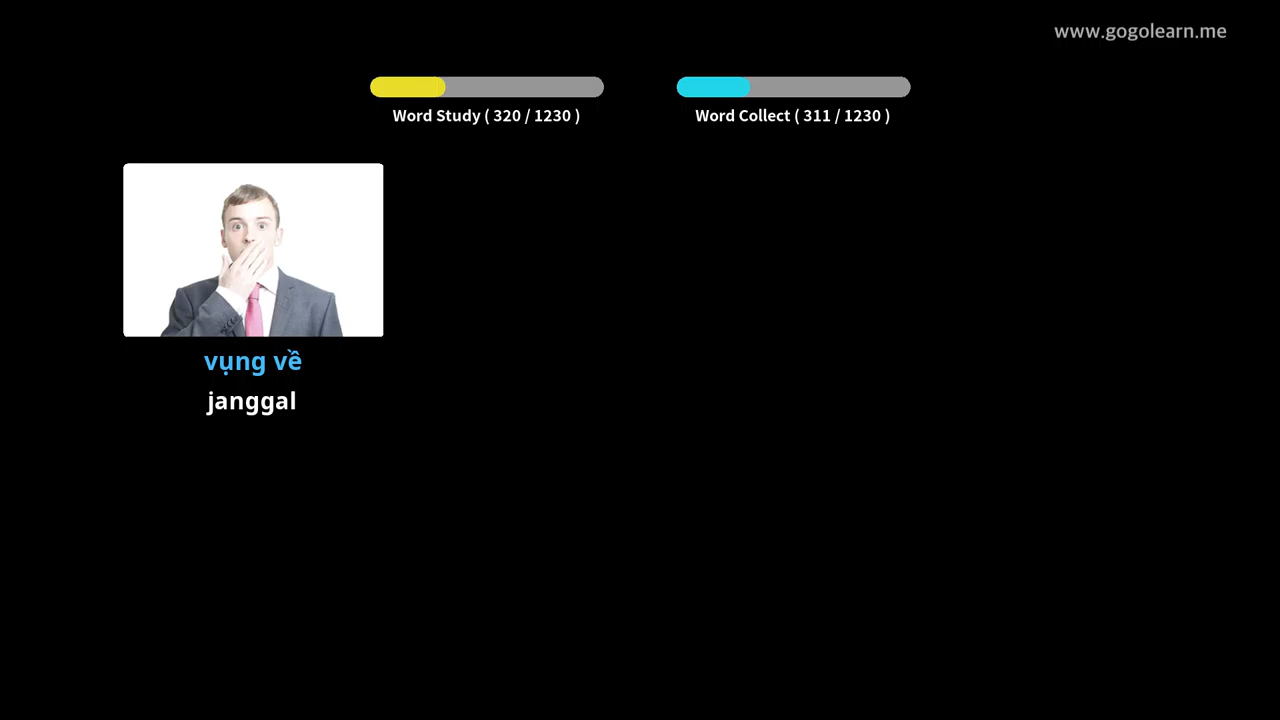 www.gogolearn.me
Word Study ( 320 / 1230 )
Word Collect ( 311 / 1230 )
vụng về
janggal